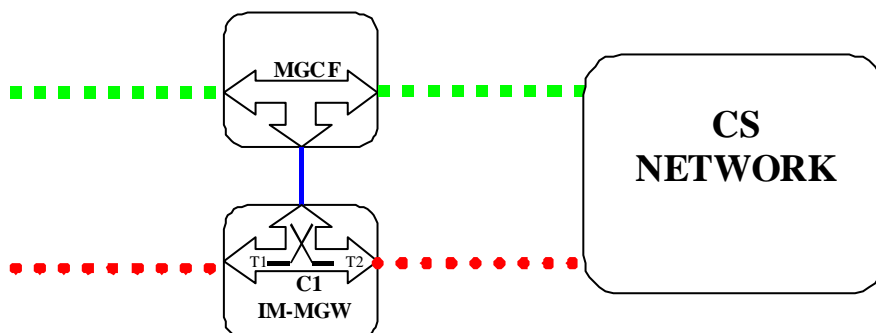 MGCF
CS
NETWORK
T1 T2
C1
IM-MGW